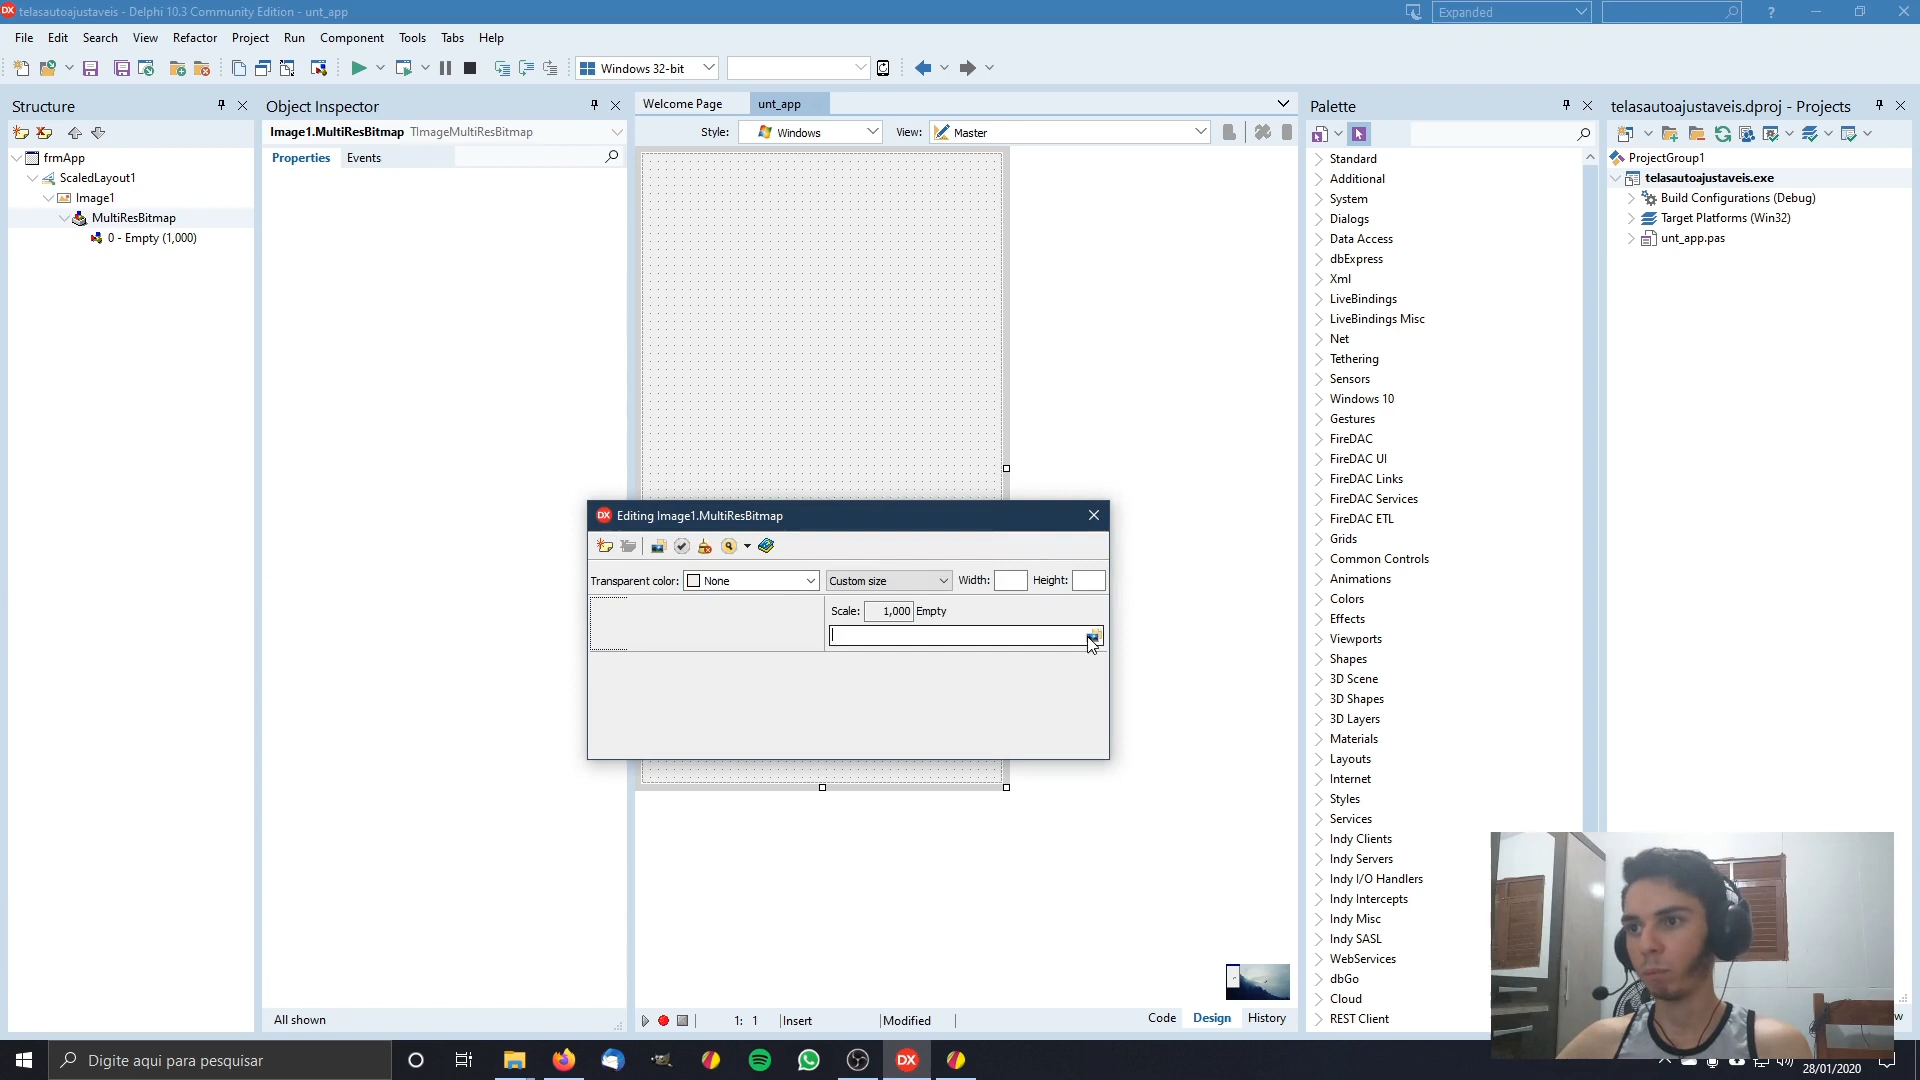 telasautoajustaveis - Delphi 10.3 Community Edition - unt_app
Expanded
File Edit Search View Refactor Project Run Component Tools Tabs Help
Windows 32-bit
Structure
frmApp
ScaledLayout1
Image1
MultiResBitmap
0 - Empty (1,000)
Object Inspector
Image1.MultiResBitmap TImageMultiResBitmap
Properties Events
All shown
Welcome Page unt_app
Style: Windows View: Master
Editing Image1.MultiResBitmap
Transparent color: None Custom size Width: Height:
Scale: 1,000 Empty
1: 1 Insert Modified
Code Design History
Palette
Standard
Additional
System
Dialogs
Data Access
dbExpress
Xml
LiveBindings
LiveBindings Misc
Net
Tethering
Sensors
Windows 10
Gestures
FireDAC
FireDAC UI
FireDAC Links
FireDAC Services
FireDAC ETL
Grids
Common Controls
Animations
Colors
Effects
Viewports
Shapes
3D Scene
3D Shapes
3D Layers
Materials
Layouts
Internet
Styles
Services
Indy Clients
Indy Servers
Indy I/O Handlers
Indy Intercepts
Indy Misc
Indy SASL
WebServices
dbGo
Cloud
REST Client
telasautoajustaveis.dproj - Projects
ProjectGroup1
telasautoajustaveis.exe
Build Configurations (Debug)
Target Platforms (Win32)
unt_app.pas
Digite aqui para pesquisar
DX
28/01/2020